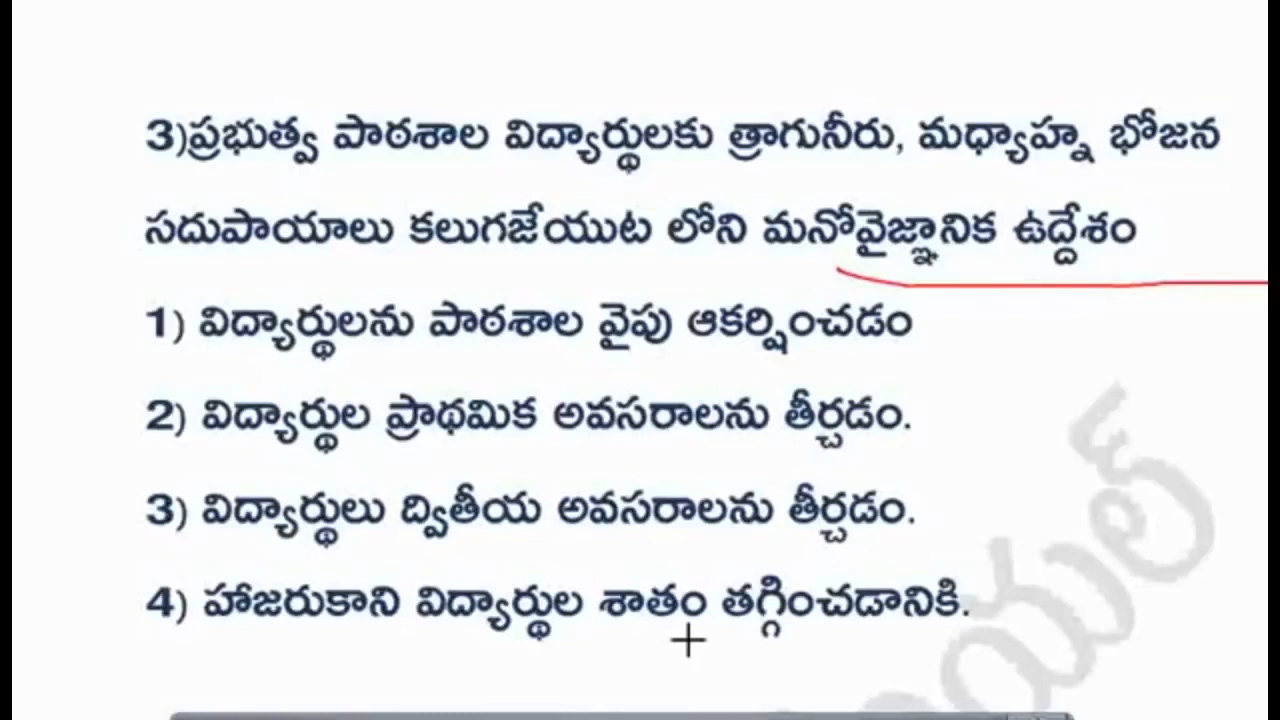 3)ప్రభుత్వ పాఠశాల విద్యార్థులకు త్రాగునీరు, మధ్యాహ్న భోజన
సదుపాయాలు కలుగజేయుట లోని మనోవైజ్ఞానిక ఉద్దేశం
1) విద్యార్థులను పాఠశాల వైపు ఆకర్షించడం
2) విద్యార్థుల ప్రాథమిక అవసరాలను తీర్చడం.
3) విద్యార్థులు ద్వితీయ అవసరాలను తీర్చడం.
4) హాజరుకాని విద్యార్థుల శాతం తగ్గించడానికి.